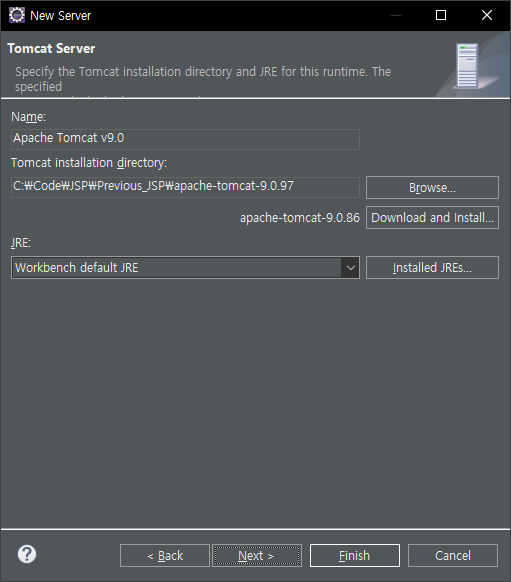 New Server
Tomcat Server
Specify the Tomcat installation directory and JRE for this runtime. The
specified
Name:
Apache Tomcat v9.0
Tomcat installation directory:
C:₩Code₩JSP₩Previous_JSP₩apache-tomcat-9.0.97
Browse...
apache-tomcat-9.0.86
Download and Install...
JRE:
Workbench default JRE
Installed JREs...
?
< Back
Next >
Finish
Cancel